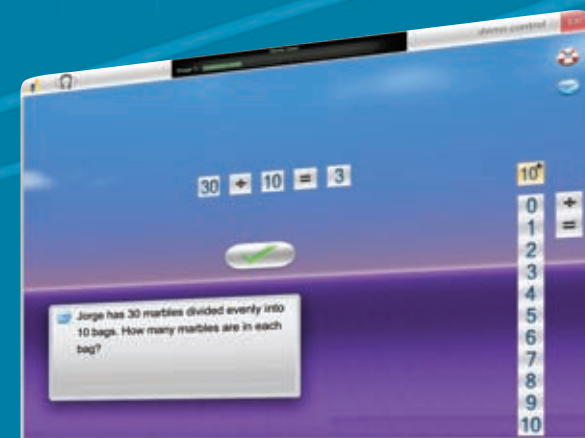 demo control
EXIT
30 ÷ 10 = 3
10
0
÷
1
=
2
3
4
5
6
7
8
9
10
Jorge has 30 marbles divided evenly into
10 bags. How many marbles are in each
bag?